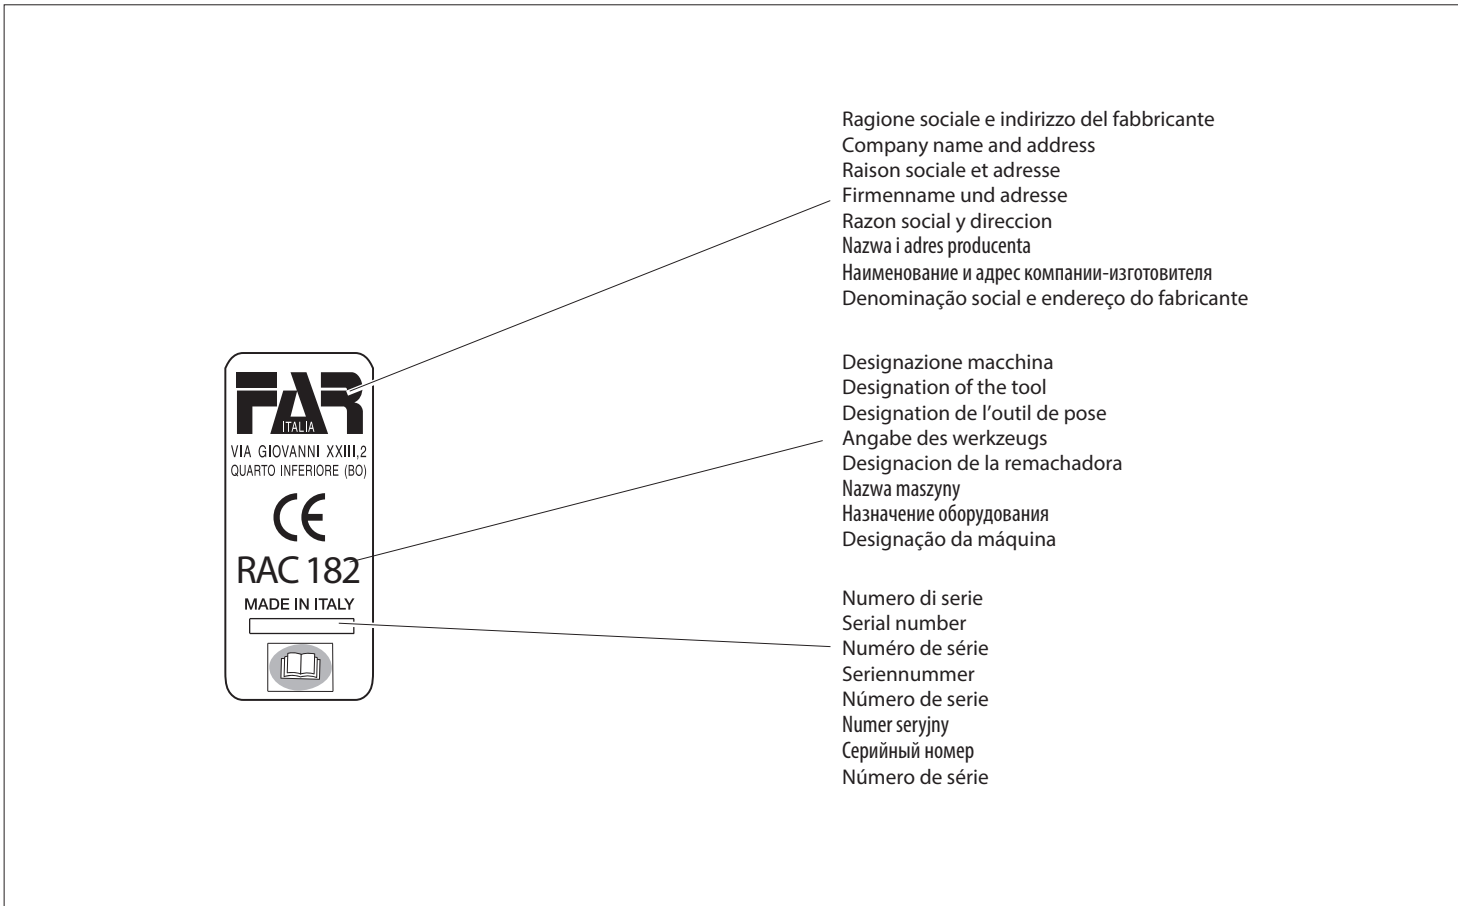 Ragione sociale e indirizzo del fabbricante
Company name and address
Raison sociale et adresse
Firmenname und adresse
Razon social y direccion
Nazwa i adres producenta
Наименование и адрес компании-изготовителя
Denominação social e endereço do fabricante
FAR
ITALIA
VIA GIOVANNI XXIII,2
QUARTO INFERIORE (BO)
CE
RAC 182
MADE IN ITALY
Designazione macchina
Designation of the tool
Designation de l’outil de pose
Angabe des werkzeugs
Designacion de la remachadora
Nazwa maszyny
Назначение оборудования
Designação da máquina
Numero di serie
Serial number
Numéro de série
Seriennummer
Número de serie
Numer seryjny
Серийный номер
Número de série